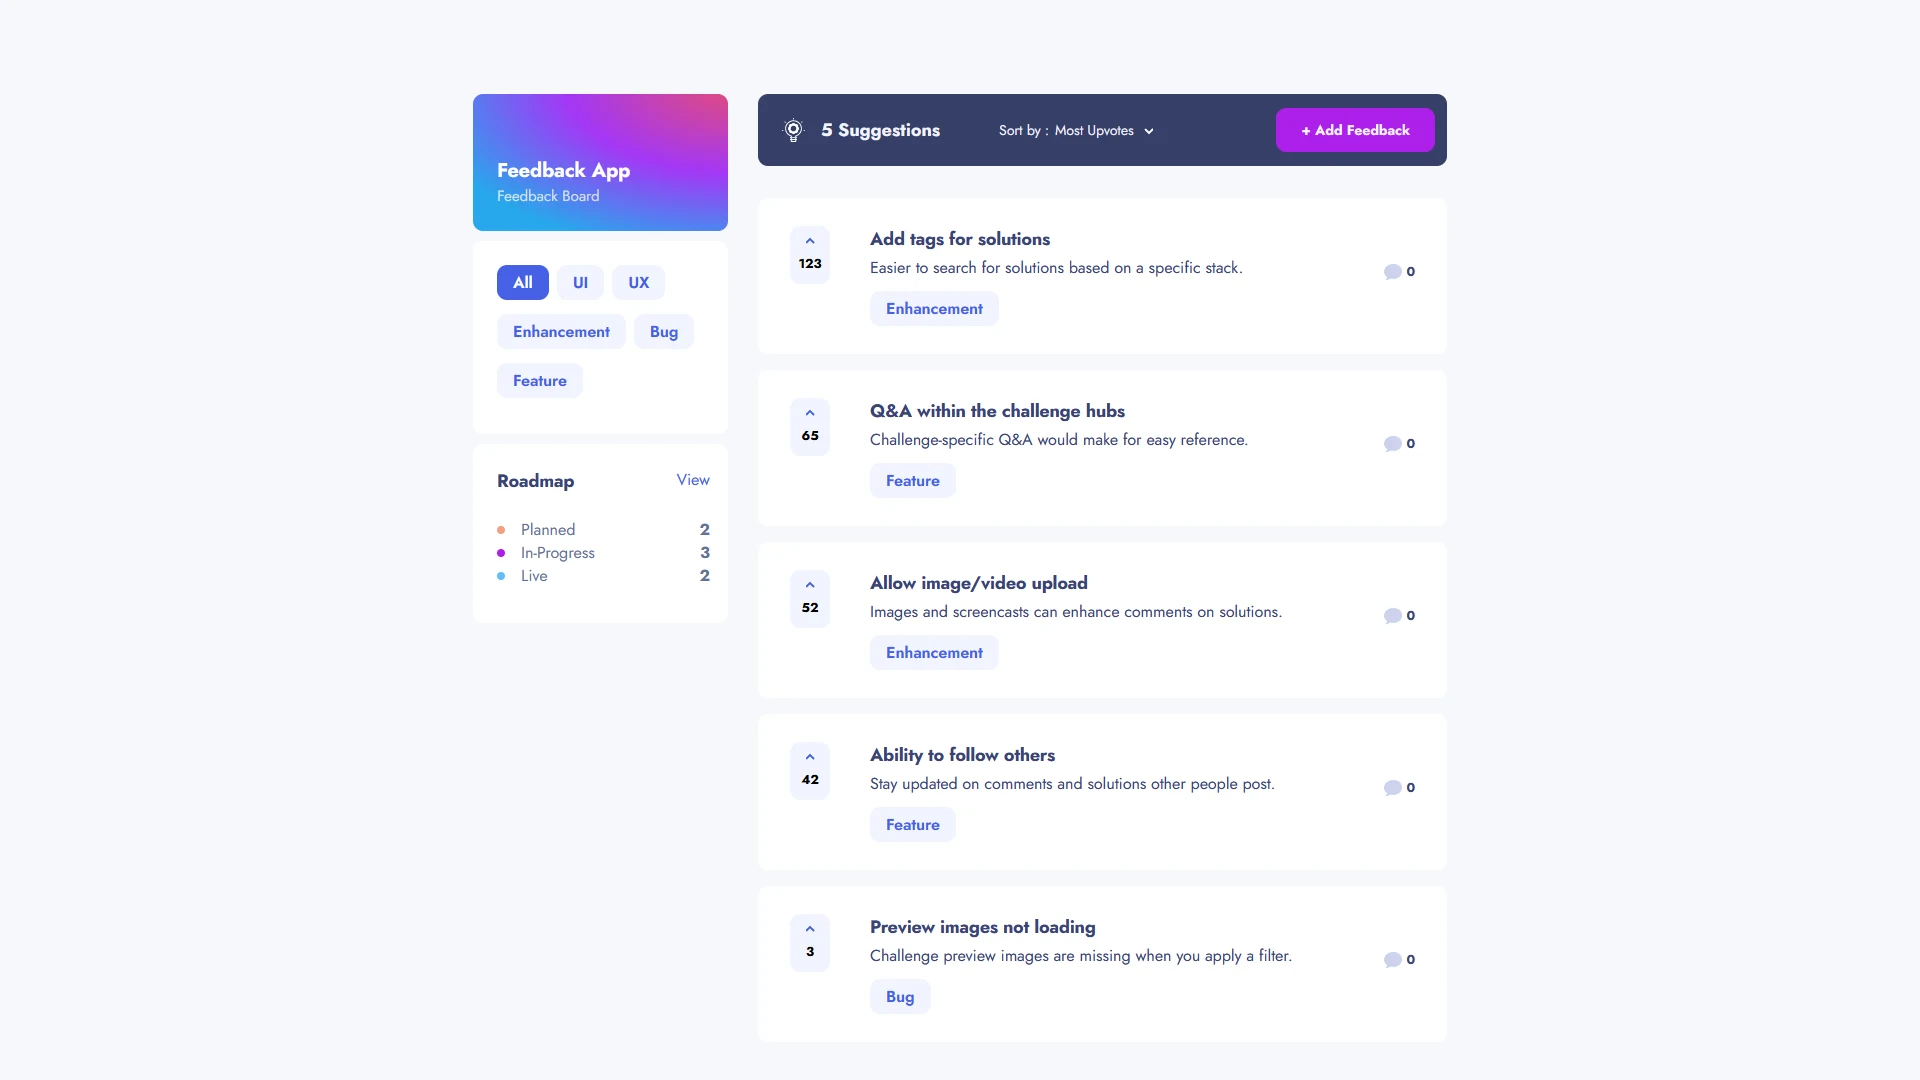 Feedback App
Feedback Board
All UI UX
Enhancement Bug
Feature
Roadmap View
Planned 2
In-Progress 3
Live 2
5 Suggestions Sort by : Most Upvotes + Add Feedback
Add tags for solutions
123
Easier to search for solutions based on a specific stack.
0
Enhancement
Q&A within the challenge hubs
65
Challenge-specific Q&A would make for easy reference.
0
Feature
Allow image/video upload
52
Images and screencasts can enhance comments on solutions.
0
Enhancement
Ability to follow others
42
Stay updated on comments and solutions other people post.
0
Feature
Preview images not loading
3
Challenge preview images are missing when you apply a filter.
0
Bug